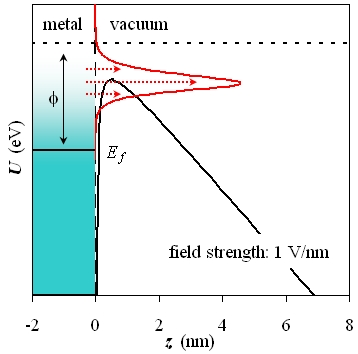 metal vacuum
ϕ
U (eV)
E_f
field strength: 1 V/nm
-2 0 2 4 6 8
z (nm)